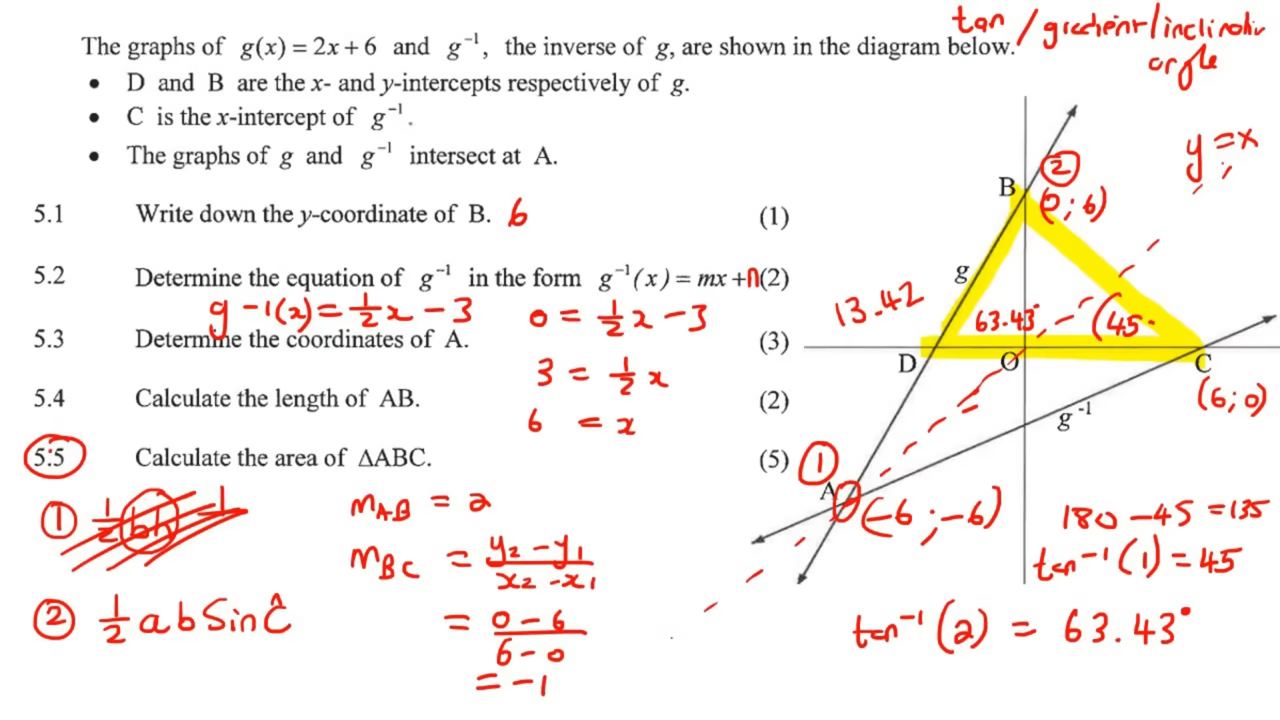 tan / gradient / inclination
angle
The graphs of g(x) = 2x + 6 and g⁻¹, the inverse of g, are shown in the diagram below.
• D and B are the x- and y-intercepts respectively of g.
• C is the x-intercept of g⁻¹.
• The graphs of g and g⁻¹ intersect at A.
5.1 Write down the y-coordinate of B. 6 (1)
5.2 Determine the equation of g⁻¹ in the form g⁻¹(x) = mx + n (2)
g -1(x) = ½x - 3
0 = ½x - 3
5.3 Determine the coordinates of A. (3)
3 = ½x
5.4 Calculate the length of AB. (2)
6 = x
5.5 Calculate the area of ΔABC. (5)
① ½bh
m AB = 2
m BC = y₂ - y₁ / x₂ - x₁
② ½ a b Sin Ĉ
= 0 - 6 / 6 - 0
= -1
y = x
②
B
(0 ; 6)
g
13.42
63.43°
(45
D
O
C
(6 ; 0)
g⁻¹
①
A
(-6 ; -6)
180 - 45 = 135
tan⁻¹(1) = 45
tan⁻¹(2) = 63.43°